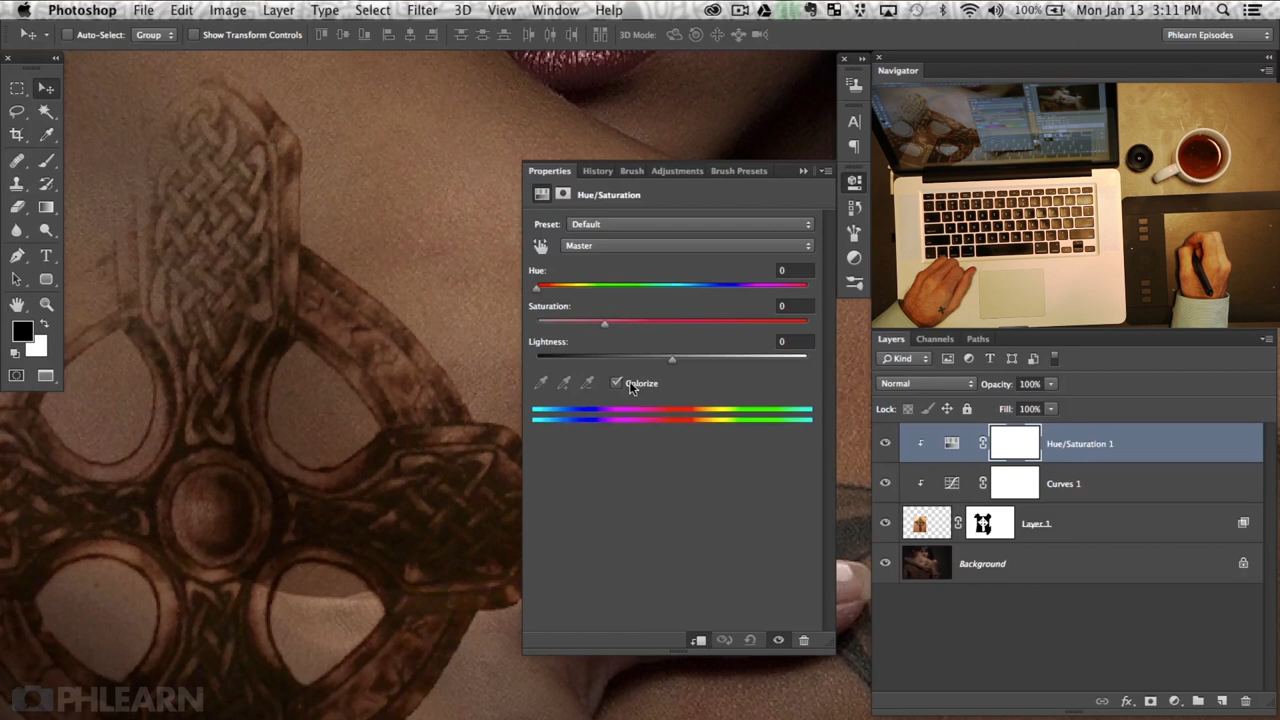 Photoshop File Edit Image Layer Type Select Filter 3D View Window Help 100% Mon Jan 13 3:11 PM
Auto-Select: Group Show Transform Controls 3D Mode: Phlearn Episodes
Navigator
Properties History Brush Adjustments Brush Presets
Hue/Saturation
Preset: Default
Master
Hue: 0
Saturation: 0
Lightness: 0
Colorize
Layers Channels Paths
Kind
Normal Opacity: 100%
Lock: Fill: 100%
Hue/Saturation 1
Curves 1
Layer 1
Background
PHLEARN